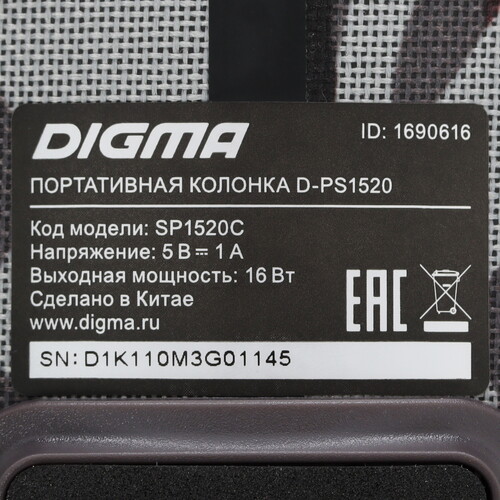 DIGMA
ID: 1690616
ПОРТАТИВНАЯ КОЛОНКА D-PS1520
Код модели: SP1520C
Напряжение: 5 В⎓1 А
Выходная мощность: 16 Вт
Сделано в Китае
www.digma.ru
EAC
SN: D1K110M3G01145